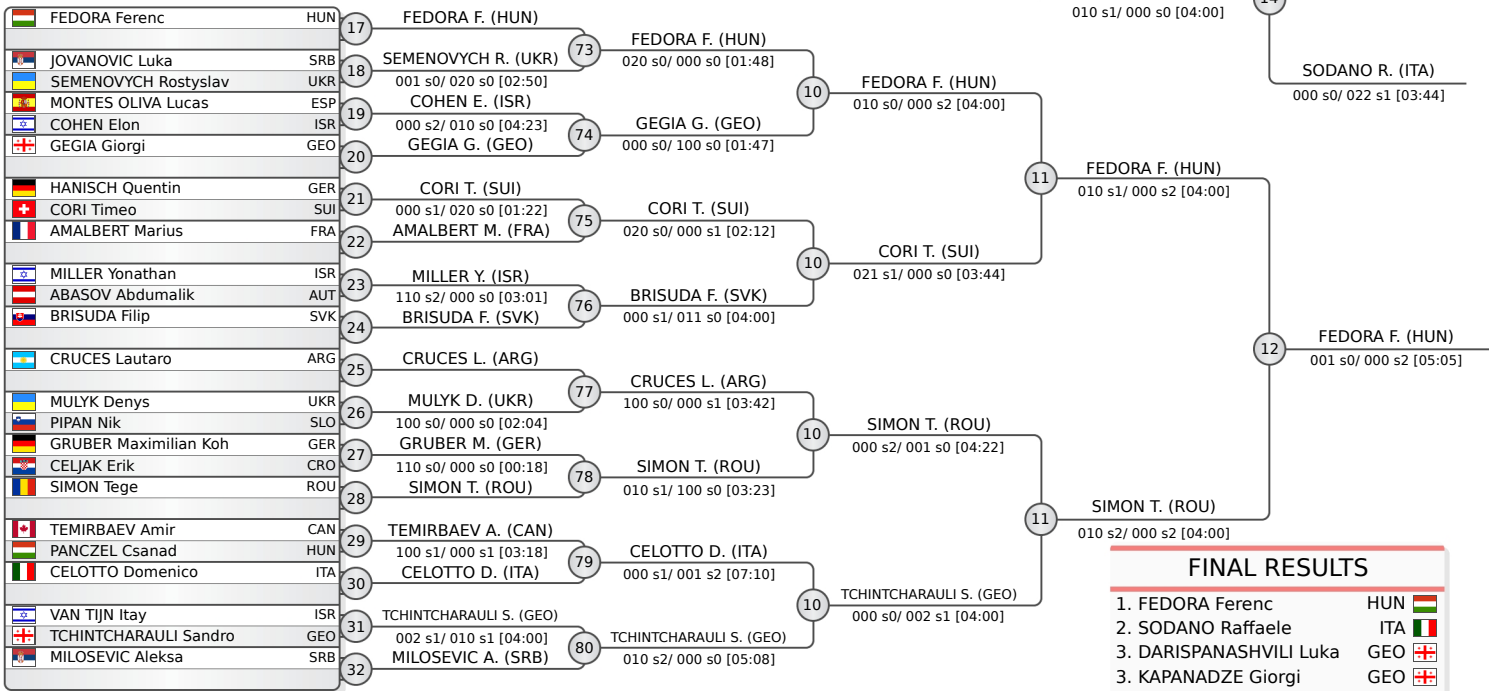 010 s1/ 000 s0 [04:00]
SODANO R. (ITA)
000 s0/ 022 s1 [03:44]
FEDORA Ferenc HUN
JOVANOVIC Luka SRB
SEMENOVYCH Rostyslav UKR
MONTES OLIVA Lucas ESP
COHEN Elon ISR
GEGIA Giorgi GEO
HANISCH Quentin GER
CORI Timeo SUI
AMALBERT Marius FRA
MILLER Yonathan ISR
ABASOV Abdumalik AUT
BRISUDA Filip SVK
CRUCES Lautaro ARG
MULYK Denys UKR
PIPAN Nik SLO
GRUBER Maximilian Koh GER
CELJAK Erik CRO
SIMON Tege ROU
TEMIRBAEV Amir CAN
PANCZEL Csanad HUN
CELOTTO Domenico ITA
VAN TIJN Itay ISR
TCHINTCHARAULI Sandro GEO
MILOSEVIC Aleksa SRB
17
18
19
20
21
22
23
24
25
26
27
28
29
30
31
32
FEDORA F. (HUN)
SEMENOVYCH R. (UKR)
001 s0/ 020 s0 [02:50]
COHEN E. (ISR)
000 s2/ 010 s0 [04:23]
GEGIA G. (GEO)
CORI T. (SUI)
000 s1/ 020 s0 [01:22]
AMALBERT M. (FRA)
MILLER Y. (ISR)
110 s2/ 000 s0 [03:01]
BRISUDA F. (SVK)
CRUCES L. (ARG)
MULYK D. (UKR)
100 s0/ 000 s0 [02:04]
GRUBER M. (GER)
110 s0/ 000 s0 [00:18]
SIMON T. (ROU)
TEMIRBAEV A. (CAN)
100 s1/ 000 s1 [03:18]
CELOTTO D. (ITA)
TCHINTCHARAULI S. (GEO)
002 s1/ 010 s1 [04:00]
MILOSEVIC A. (SRB)
73
74
75
76
77
78
79
80
FEDORA F. (HUN)
020 s0/ 000 s0 [01:48]
GEGIA G. (GEO)
000 s0/ 100 s0 [01:47]
CORI T. (SUI)
020 s0/ 000 s1 [02:12]
BRISUDA F. (SVK)
000 s1/ 011 s0 [04:00]
CRUCES L. (ARG)
100 s0/ 000 s1 [03:42]
SIMON T. (ROU)
010 s1/ 100 s0 [03:23]
CELOTTO D. (ITA)
000 s1/ 001 s2 [07:10]
TCHINTCHARAULI S. (GEO)
010 s2/ 000 s0 [05:08]
10
10
10
10
FEDORA F. (HUN)
010 s0/ 000 s2 [04:00]
CORI T. (SUI)
021 s1/ 000 s0 [03:44]
SIMON T. (ROU)
000 s2/ 001 s0 [04:22]
TCHINTCHARAULI S. (GEO)
000 s0/ 002 s1 [04:00]
11
11
FEDORA F. (HUN)
010 s1/ 000 s2 [04:00]
SIMON T. (ROU)
010 s2/ 000 s2 [04:00]
12
FEDORA F. (HUN)
001 s0/ 000 s2 [05:05]
FINAL RESULTS
1. FEDORA Ferenc HUN
2. SODANO Raffaele ITA
3. DARISPANASHVILI Luka GEO
3. KAPANADZE Giorgi GEO